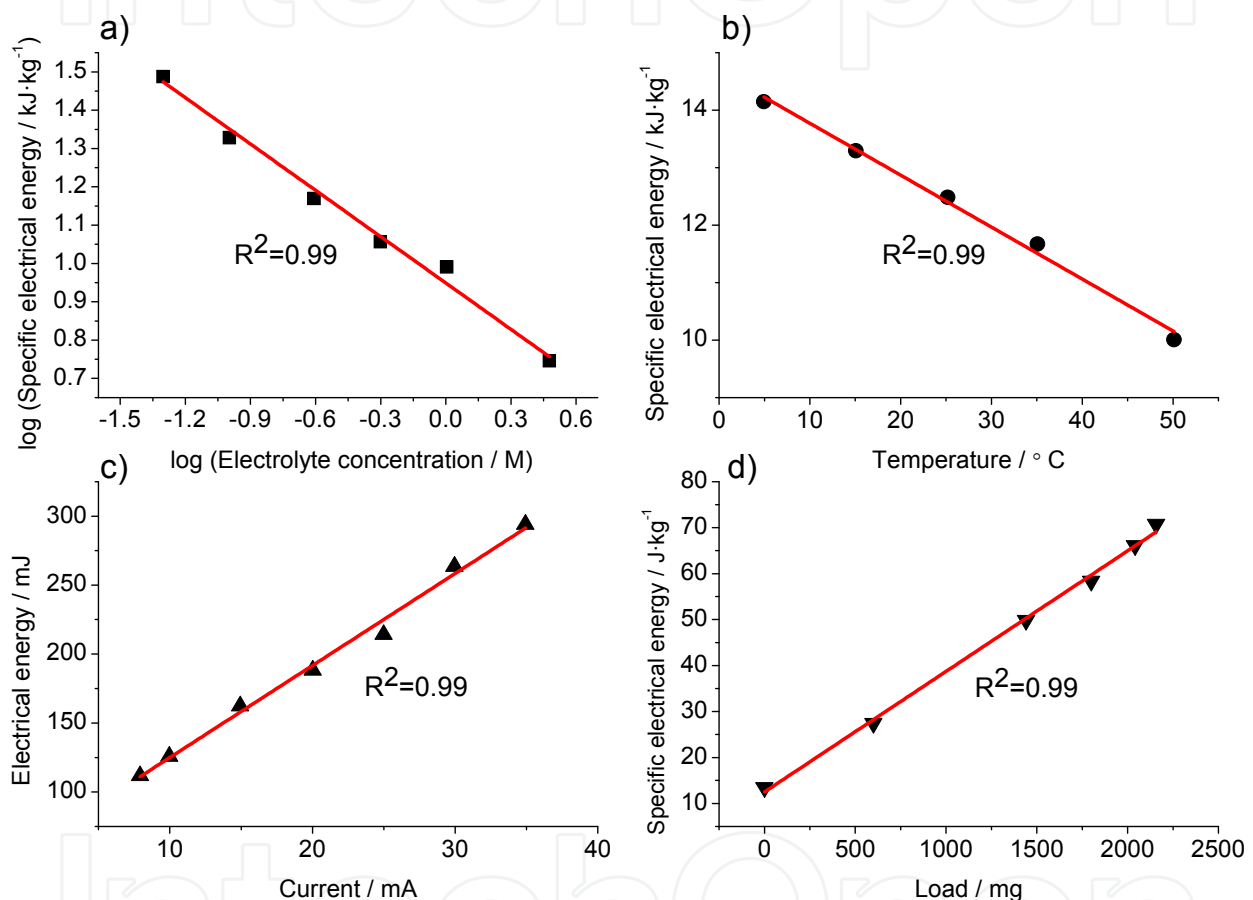 IntechOpen
a)
log (Specific electrical energy / kJ·kg-1)
1.5
1.4
1.3
1.2
1.1
1.0
0.9
0.8
0.7
R2=0.99
-1.5 -1.2 -0.9 -0.6 -0.3 0.0 0.3 0.6
log (Electrolyte concentration / M)
b)
Specific electrical energy / kJ·kg-1
14
12
10
R2=0.99
0 10 20 30 40 50
Temperature / ° C
c)
Electrical energy / mJ
300
250
200
150
100
R2=0.99
10 20 30 40
Current / mA
d)
Specific electrical energy / J·kg-1
80
70
60
50
40
30
20
10
R2=0.99
0 500 1000 1500 2000 2500
Load / mg
IntechOpen